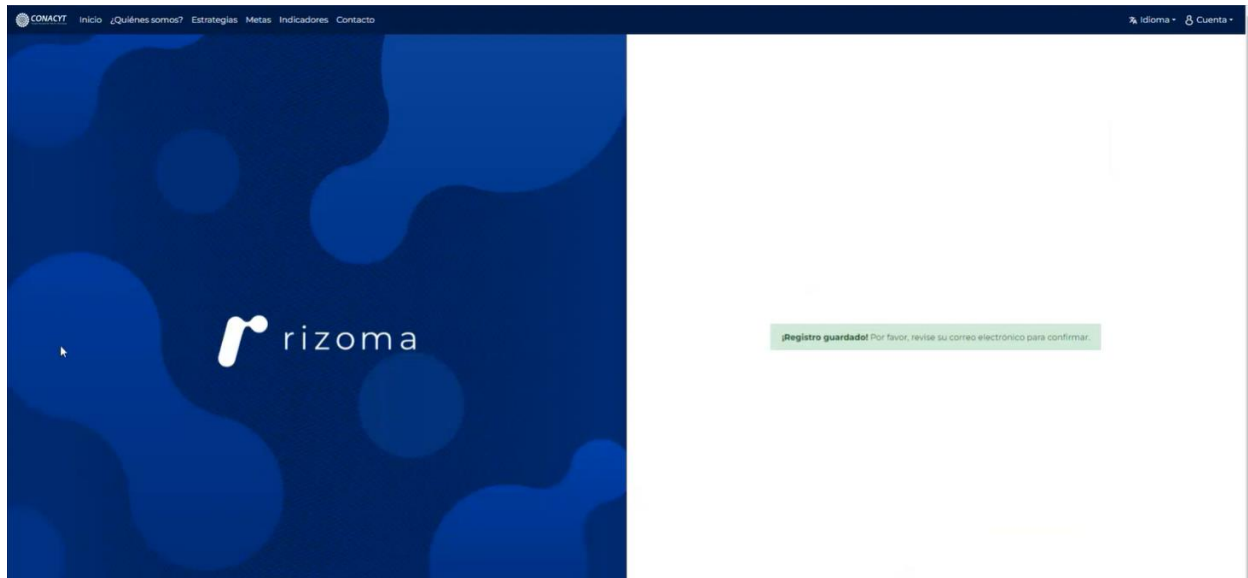 CONACYT Inicio ¿Quiénes somos? Estrategias Metas Indicadores Contacto Idioma Cuenta
rizoma
¡Registro guardado! Por favor, revise su correo electrónico para confirmar.